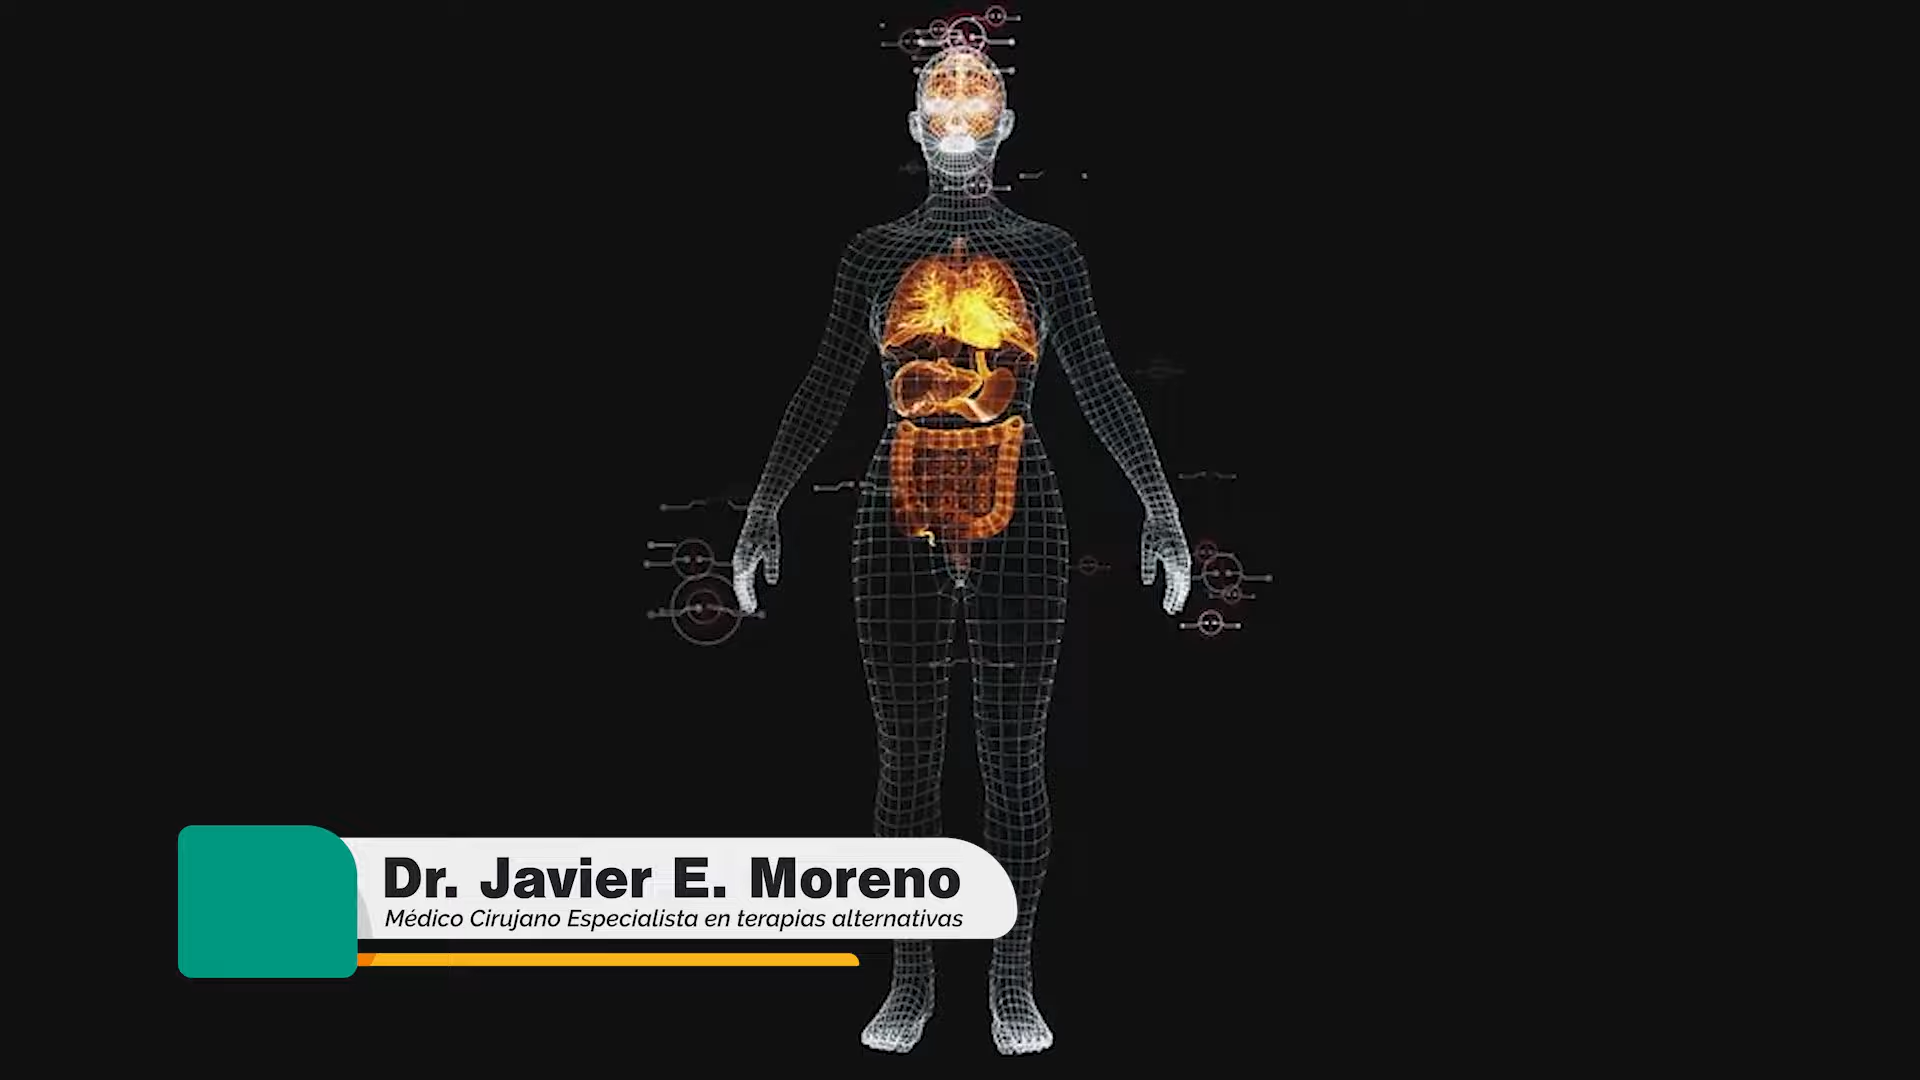 Dr. Javier E. Moreno
Médico Cirujano Especialista en terapias alternativas